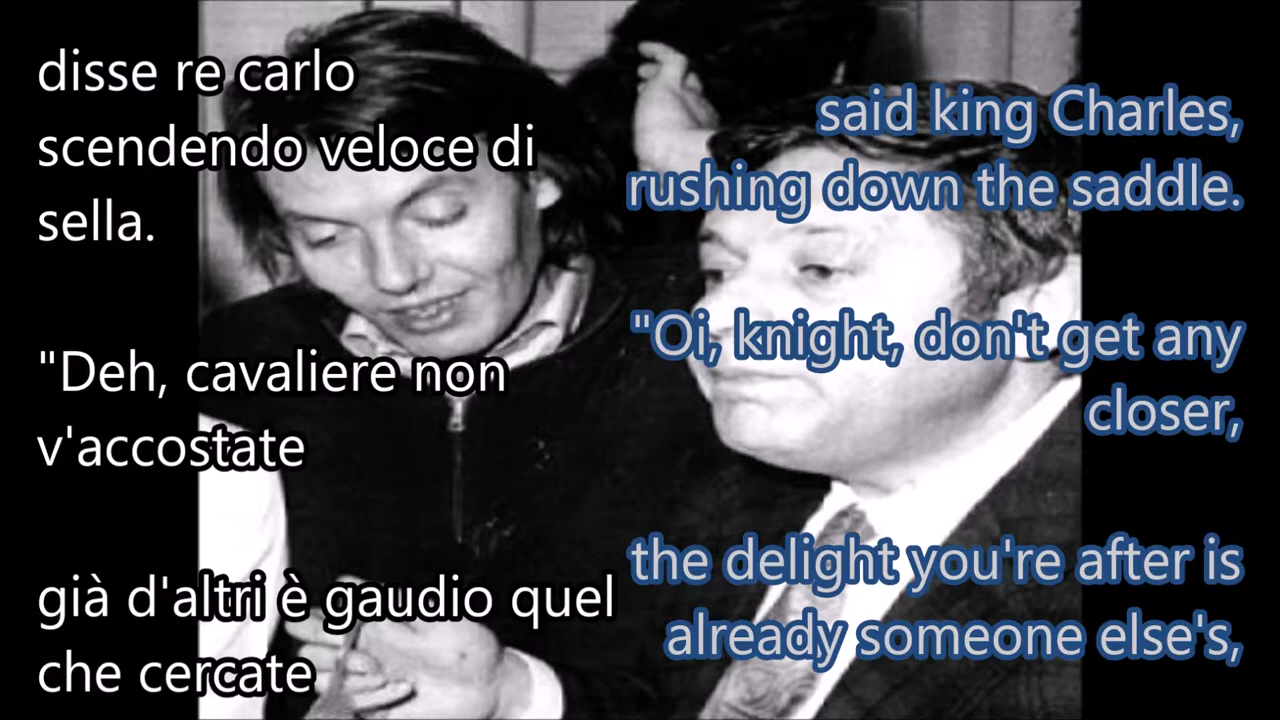 disse re carlo
scendendo veloce di
sella.
"Deh, cavaliere non
v'accostate
già d'altri è gaudio quel
che cercate
said king Charles,
rushing down the saddle.
"Oi, knight, don't get any
closer,
the delight you're after is
already someone else's,